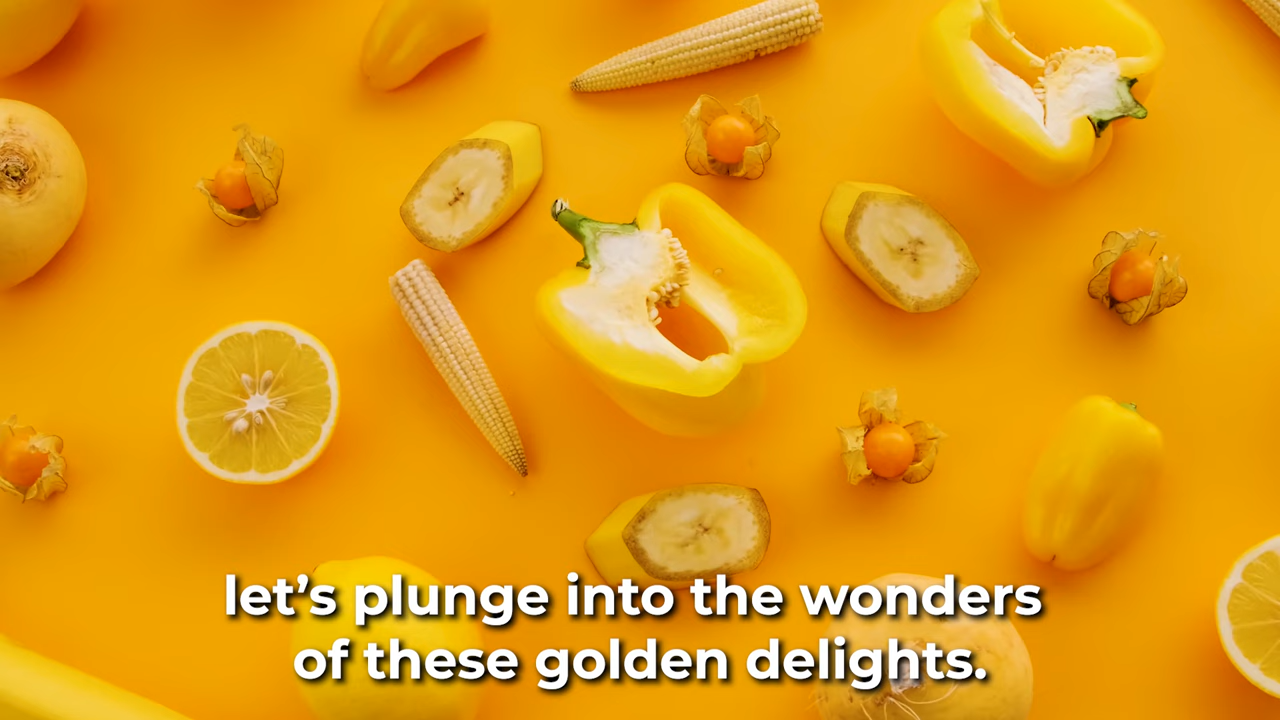 let’s plunge into the wonders
of these golden delights.